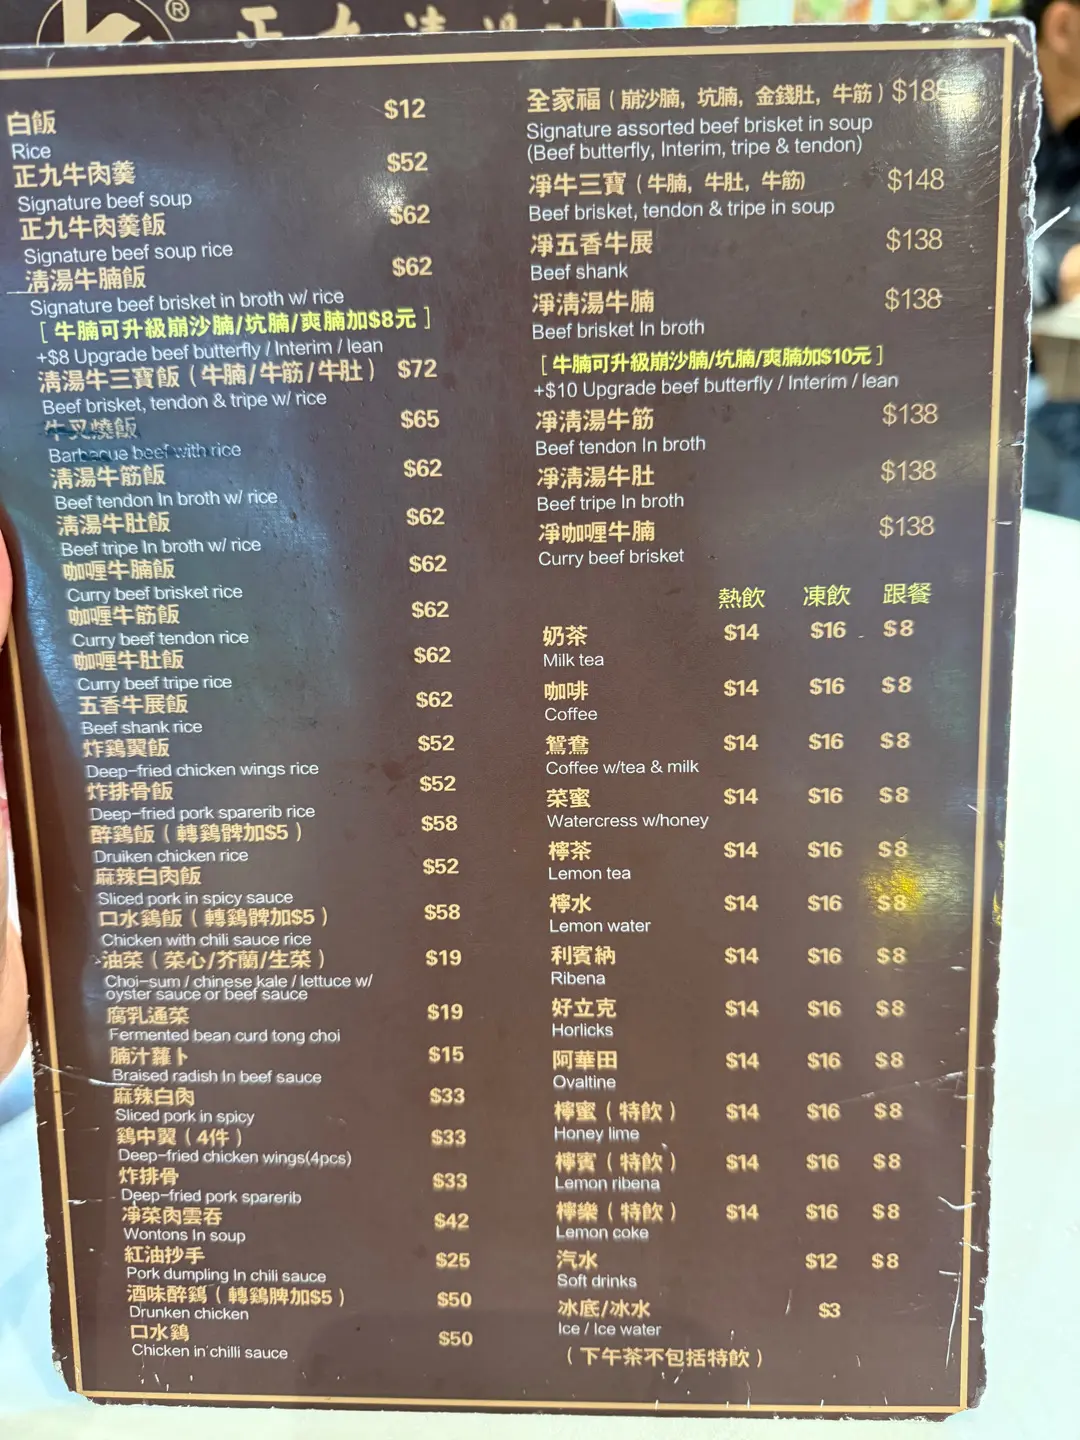 ®
白飯 $12
Rice
正九牛肉羹 $52
Signature beef soup
正九牛肉羹飯 $62
Signature beef soup rice
清湯牛腩飯 $62
Signature beef brisket in broth w/ rice
[ 牛腩可升級崩沙腩/坑腩/爽腩加$8元 ]
+$8 Upgrade beef butterfly / Interim / lean
清湯牛三寶飯 ( 牛腩/牛筋/牛肚 ) $72
Beef brisket, tendon & tripe w/ rice
牛叉燒飯 $65
Barbacue beef with rice
清湯牛筋飯 $62
Beef tendon In broth w/ rice
清湯牛肚飯 $62
Beef tripe In broth w/ rice
咖喱牛腩飯 $62
Curry beef brisket rice
咖喱牛筋飯 $62
Curry beef tendon rice
咖喱牛肚飯 $62
Curry beef tripe rice
五香牛展飯 $62
Beef shank rice
炸鷄翼飯 $52
Deep-fried chicken wings rice
炸排骨飯 $52
Deep-fried pork sparerib rice
醉鷄飯 ( 轉鷄髀加$5 ) $58
Druiken chicken rice
麻辣白肉飯 $52
Sliced pork in spicy sauce
口水鷄飯 ( 轉鷄髀加$5 ) $58
Chicken with chili sauce rice
油菜 ( 菜心/芥蘭/生菜 ) $19
Choi-sum / chinese kale / lettuce w/
oyster sauce or beef sauce
腐乳通菜 $19
Fermented bean curd tong choi
腩汁蘿卜 $15
Braised radish In beef sauce
麻辣白肉 $33
Sliced pork in spicy
鷄中翼 ( 4件 ) $33
Deep-fried chicken wings(4pcs)
炸排骨 $33
Deep-fried pork sparerib
凈菜肉雲吞 $42
Wontons In soup
紅油抄手 $25
Pork dumpling In chili sauce
酒味醉鷄 ( 轉鷄脾加$5 ) $50
Drunken chicken
口水鷄 $50
Chicken in chilli sauce
全家福 ( 崩沙腩, 坑腩, 金錢肚, 牛筋 ) $188
Signature assorted beef brisket in soup
(Beef butterfly, Interim, tripe & tendon)
凈牛三寶 ( 牛腩, 牛肚, 牛筋) $148
Beef brisket, tendon & tripe in soup
凈五香牛展 $138
Beef shank
凈清湯牛腩 $138
Beef brisket In broth
[ 牛腩可升級崩沙腩/坑腩/爽腩加$10元 ]
+$10 Upgrade beef butterfly / Interim / lean
凈清湯牛筋 $138
Beef tendon In broth
凈清湯牛肚 $138
Beef tripe In broth
凈咖喱牛腩 $138
Curry beef brisket
熱飲 凍飲 跟餐
奶茶 $14 $16 $8
Milk tea
咖啡 $14 $16 $8
Coffee
鴛鴦 $14 $16 $8
Coffee w/tea & milk
菜蜜 $14 $16 $8
Watercress w/honey
檸茶 $14 $16 $8
Lemon tea
檸水 $14 $16 $8
Lemon water
利賓納 $14 $16 $8
Ribena
好立克 $14 $16 $8
Horlicks
阿華田 $14 $16 $8
Ovaltine
檸蜜 ( 特飲 ) $14 $16 $8
Honey lime
檸賓 ( 特飲 ) $14 $16 $8
Lemon ribena
檸樂 ( 特飲 ) $14 $16 $8
Lemon coke
汽水 $12 $8
Soft drinks
冰底/冰水 $3
Ice / Ice water
( 下午茶不包括特飲 )